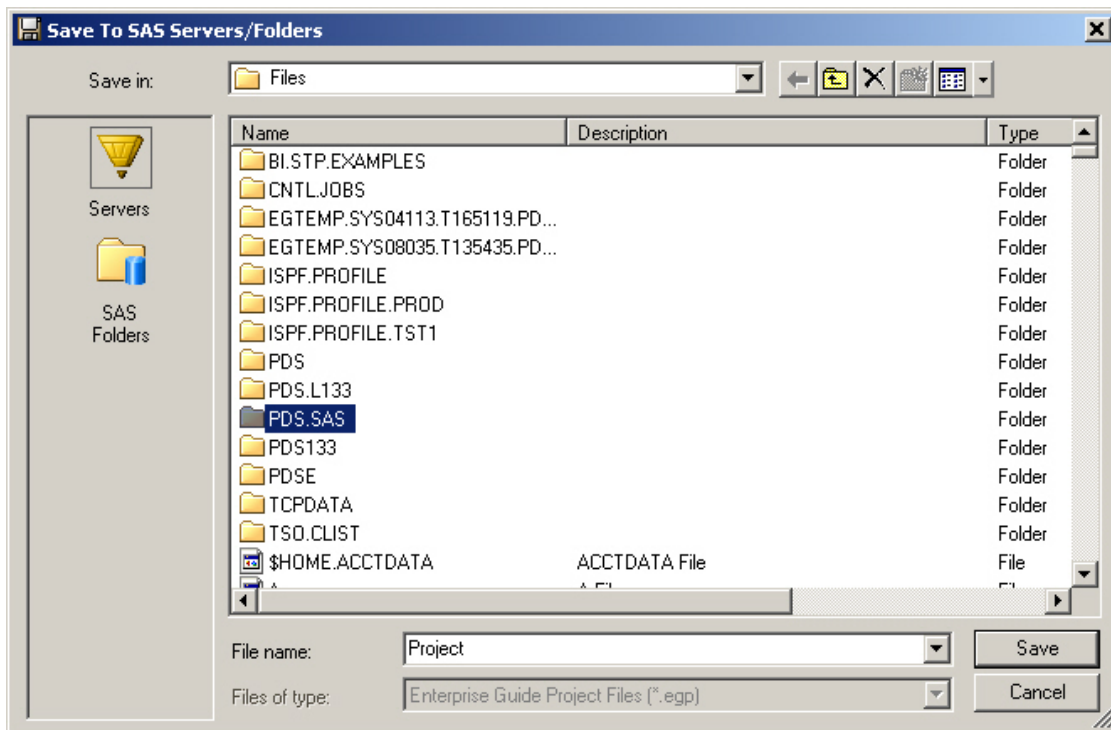 Save To SAS Servers/Folders
Save in:
Files
Servers
SAS
Folders
Name Description Type
BI.STP.EXAMPLES Folder
CNTL.JOBS Folder
EGTEMP.SYS04113.T165119.PD... Folder
EGTEMP.SYS08035.T135435.PD... Folder
ISPF.PROFILE Folder
ISPF.PROFILE.PROD Folder
ISPF.PROFILE.TST1 Folder
PDS Folder
PDS.L133 Folder
PDS.SAS Folder
PDS133 Folder
PDSE Folder
TCPDATA Folder
TSO.CLIST Folder
$HOME.ACCTDATA ACCTDATA File File
File name: Project Save
Files of type: Enterprise Guide Project Files (*.egp) Cancel